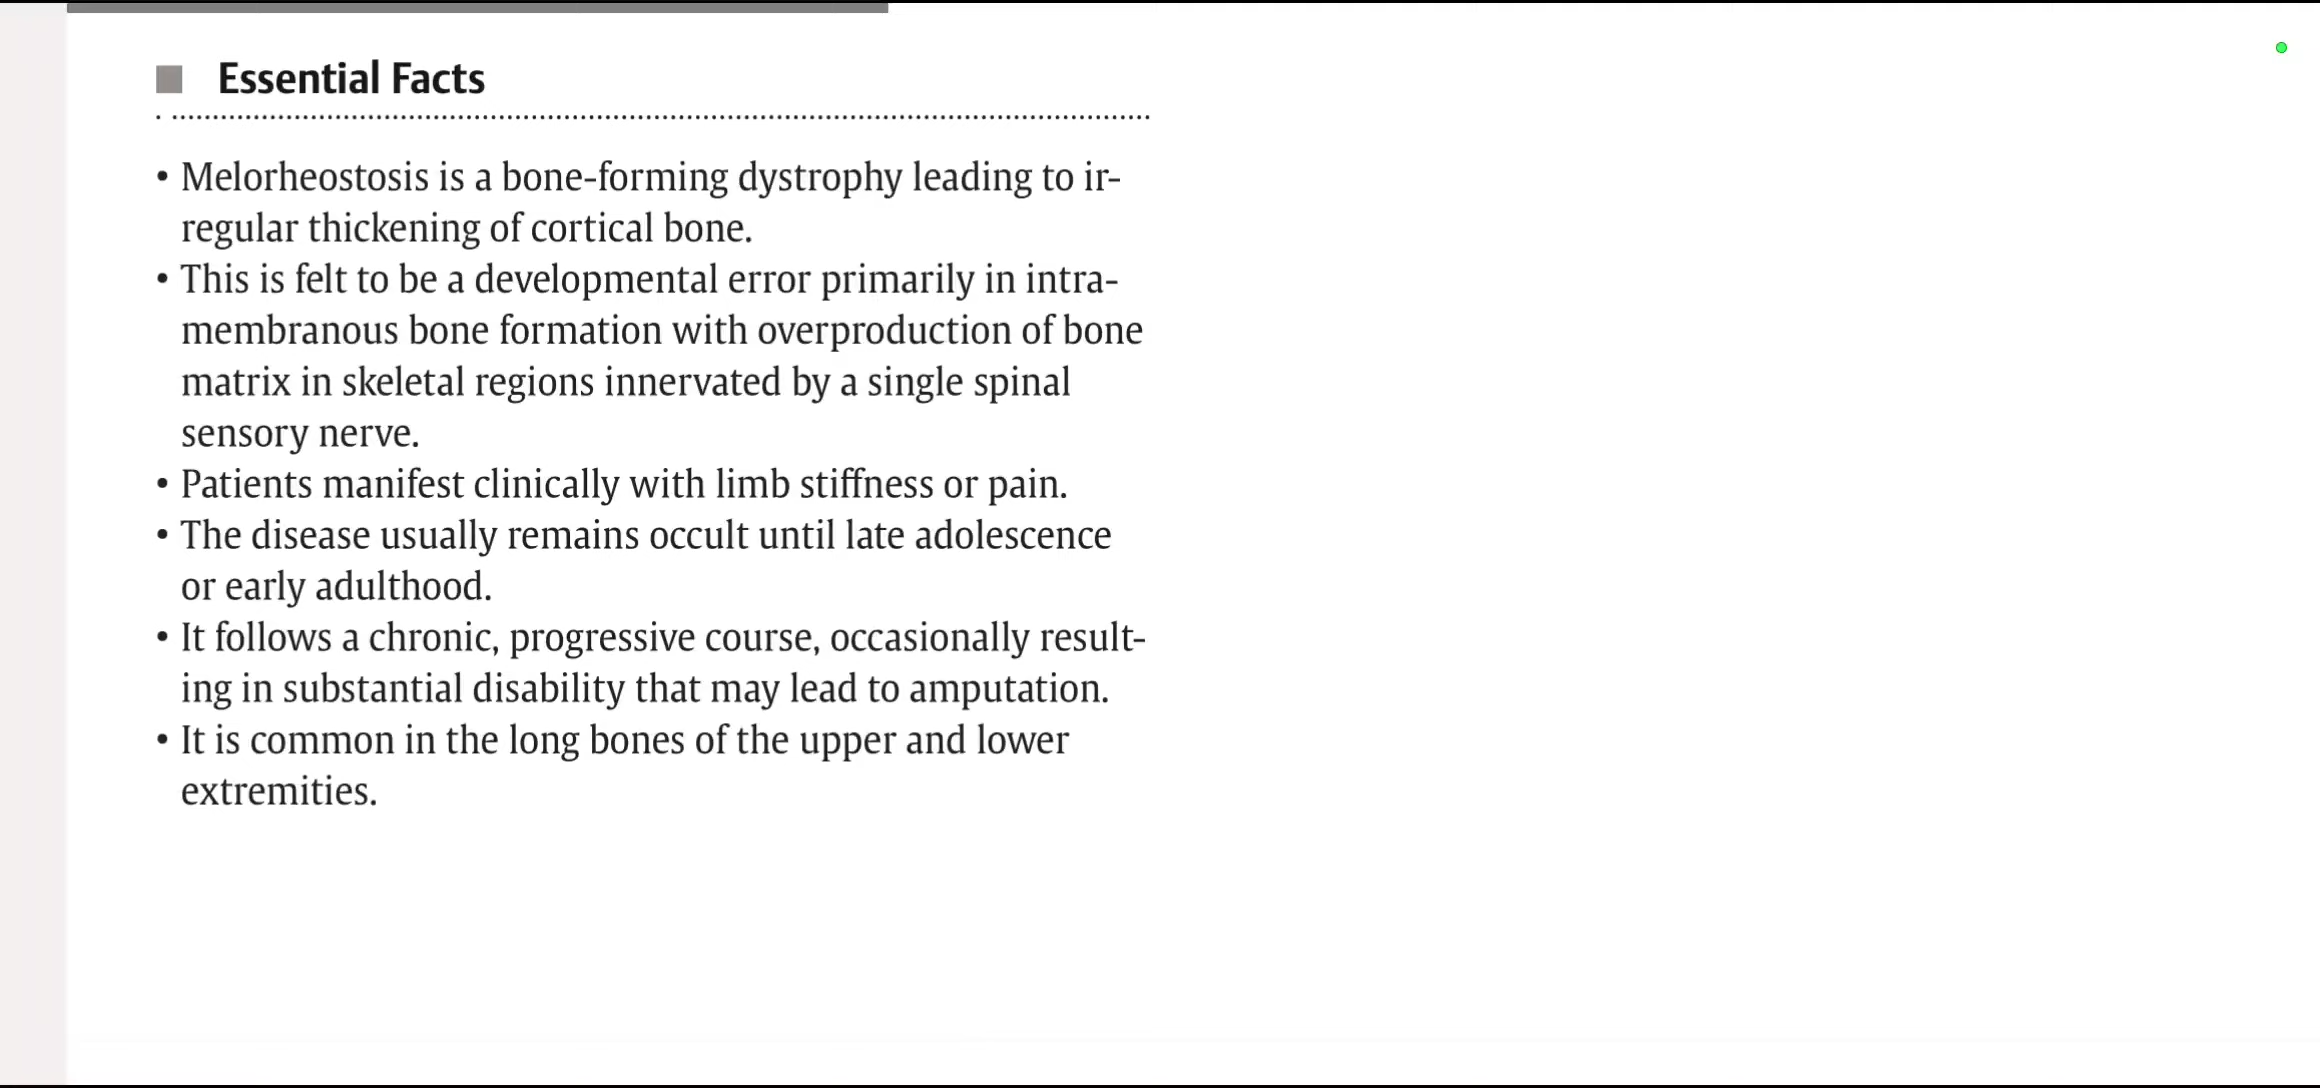 Essential Facts
• Melorheostosis is a bone-forming dystrophy leading to ir-
regular thickening of cortical bone.
• This is felt to be a developmental error primarily in intra-
membranous bone formation with overproduction of bone
matrix in skeletal regions innervated by a single spinal
sensory nerve.
• Patients manifest clinically with limb stiffness or pain.
• The disease usually remains occult until late adolescence
or early adulthood.
• It follows a chronic, progressive course, occasionally result-
ing in substantial disability that may lead to amputation.
• It is common in the long bones of the upper and lower
extremities.